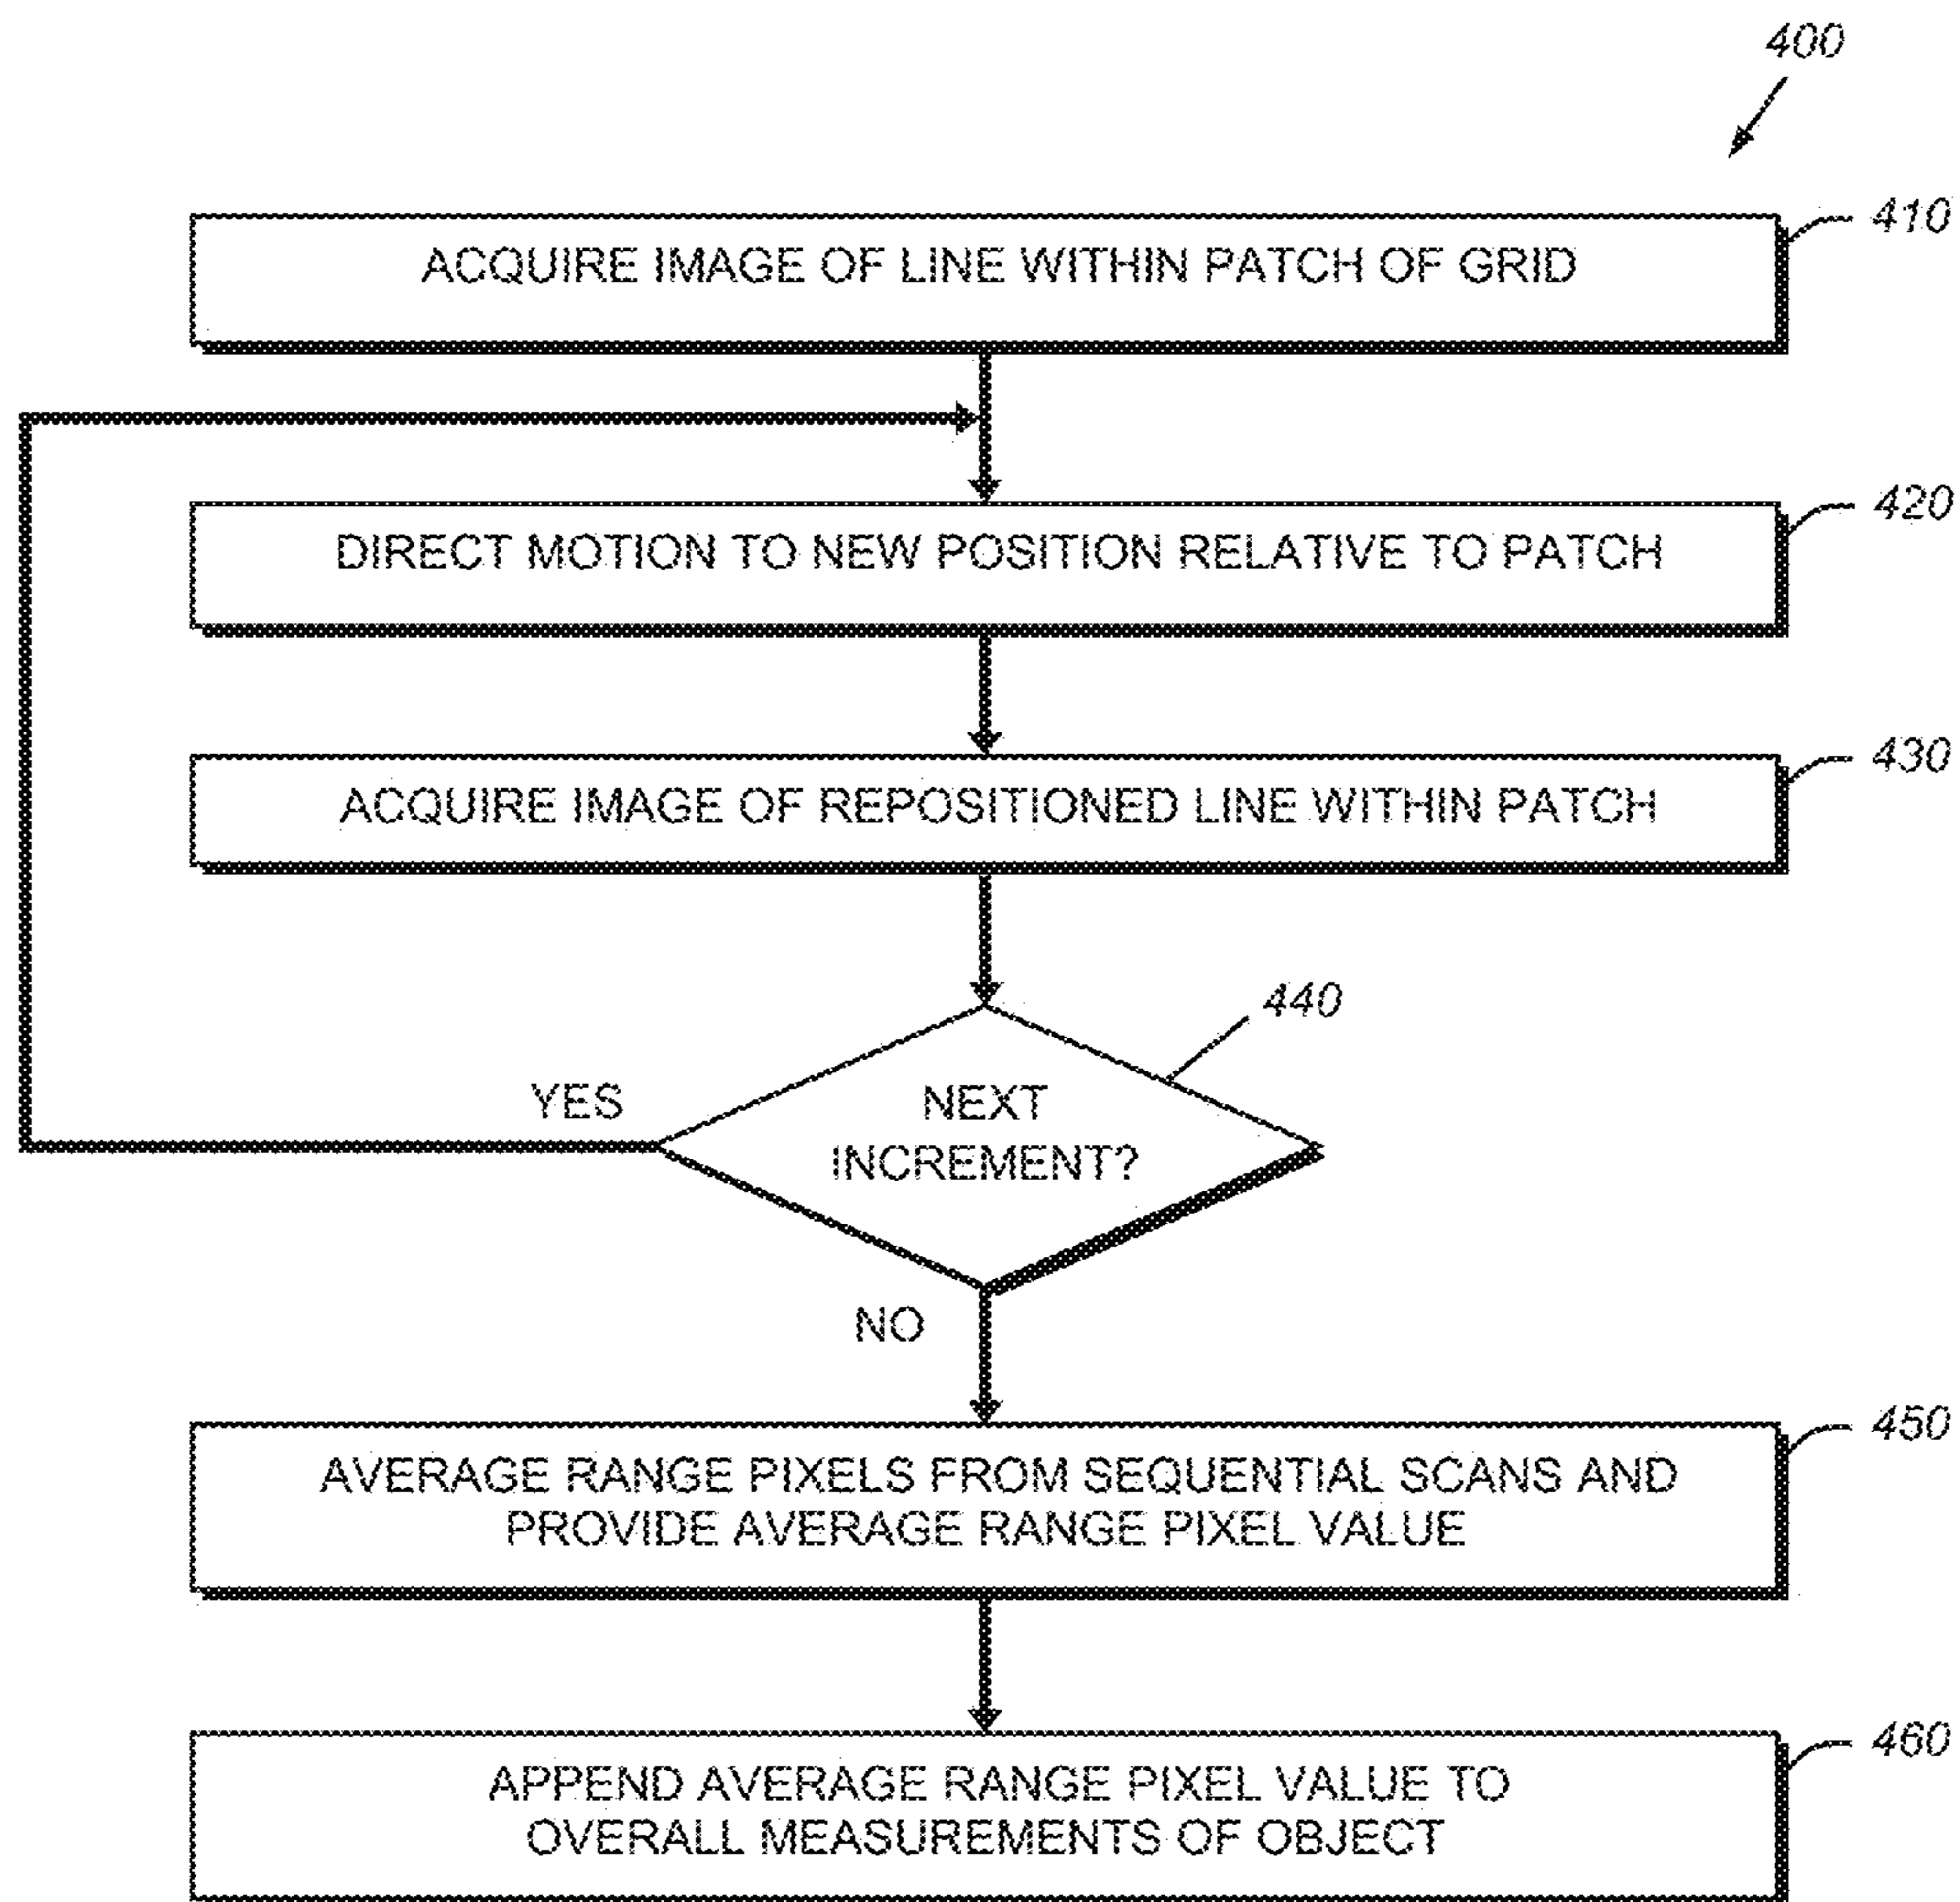 400
ACQUIRE IMAGE OF LINE WITHIN PATCH OF GRID
410
DIRECT MOTION TO NEW POSITION RELATIVE TO PATCH
420
ACQUIRE IMAGE OF REPOSITIONED LINE WITHIN PATCH
430
440
YES
NEXT
INCREMENT?
NO
AVERAGE RANGE PIXELS FROM SEQUENTIAL SCANS AND
PROVIDE AVERAGE RANGE PIXEL VALUE
450
APPEND AVERAGE RANGE PIXEL VALUE TO
OVERALL MEASUREMENTS OF OBJECT
460